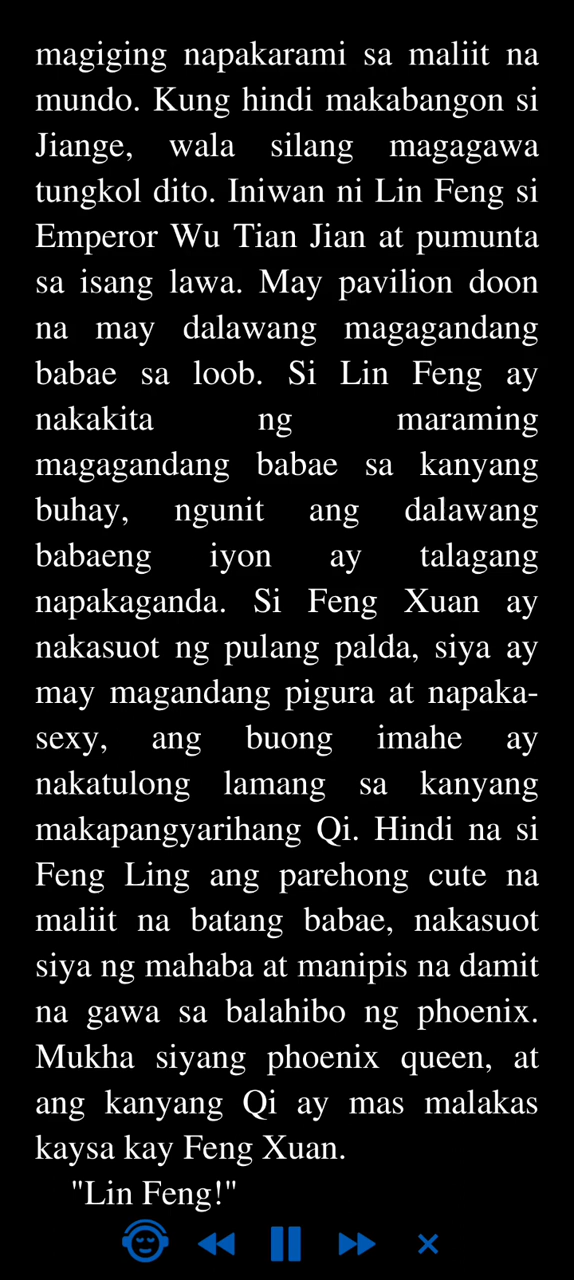 magiging napakarami sa maliit na
mundo. Kung hindi makabangon si
Jiange, wala silang magagawa
tungkol dito. Iniwan ni Lin Feng si
Emperor Wu Tian Jian at pumunta
sa isang lawa. May pavilion doon
na may dalawang magagandang
babae sa loob. Si Lin Feng ay
nakakita ng maraming
magagandang babae sa kanyang
buhay, ngunit ang dalawang
babaeng iyon ay talagang
napakaganda. Si Feng Xuan ay
nakasuot ng pulang palda, siya ay
may magandang pigura at napaka-
sexy, ang buong imahe ay
nakatulong lamang sa kanyang
makapangyarihang Qi. Hindi na si
Feng Ling ang parehong cute na
maliit na batang babae, nakasuot
siya ng mahaba at manipis na damit
na gawa sa balahibo ng phoenix.
Mukha siyang phoenix queen, at
ang kanyang Qi ay mas malakas
kaysa kay Feng Xuan.
"Lin Feng!"